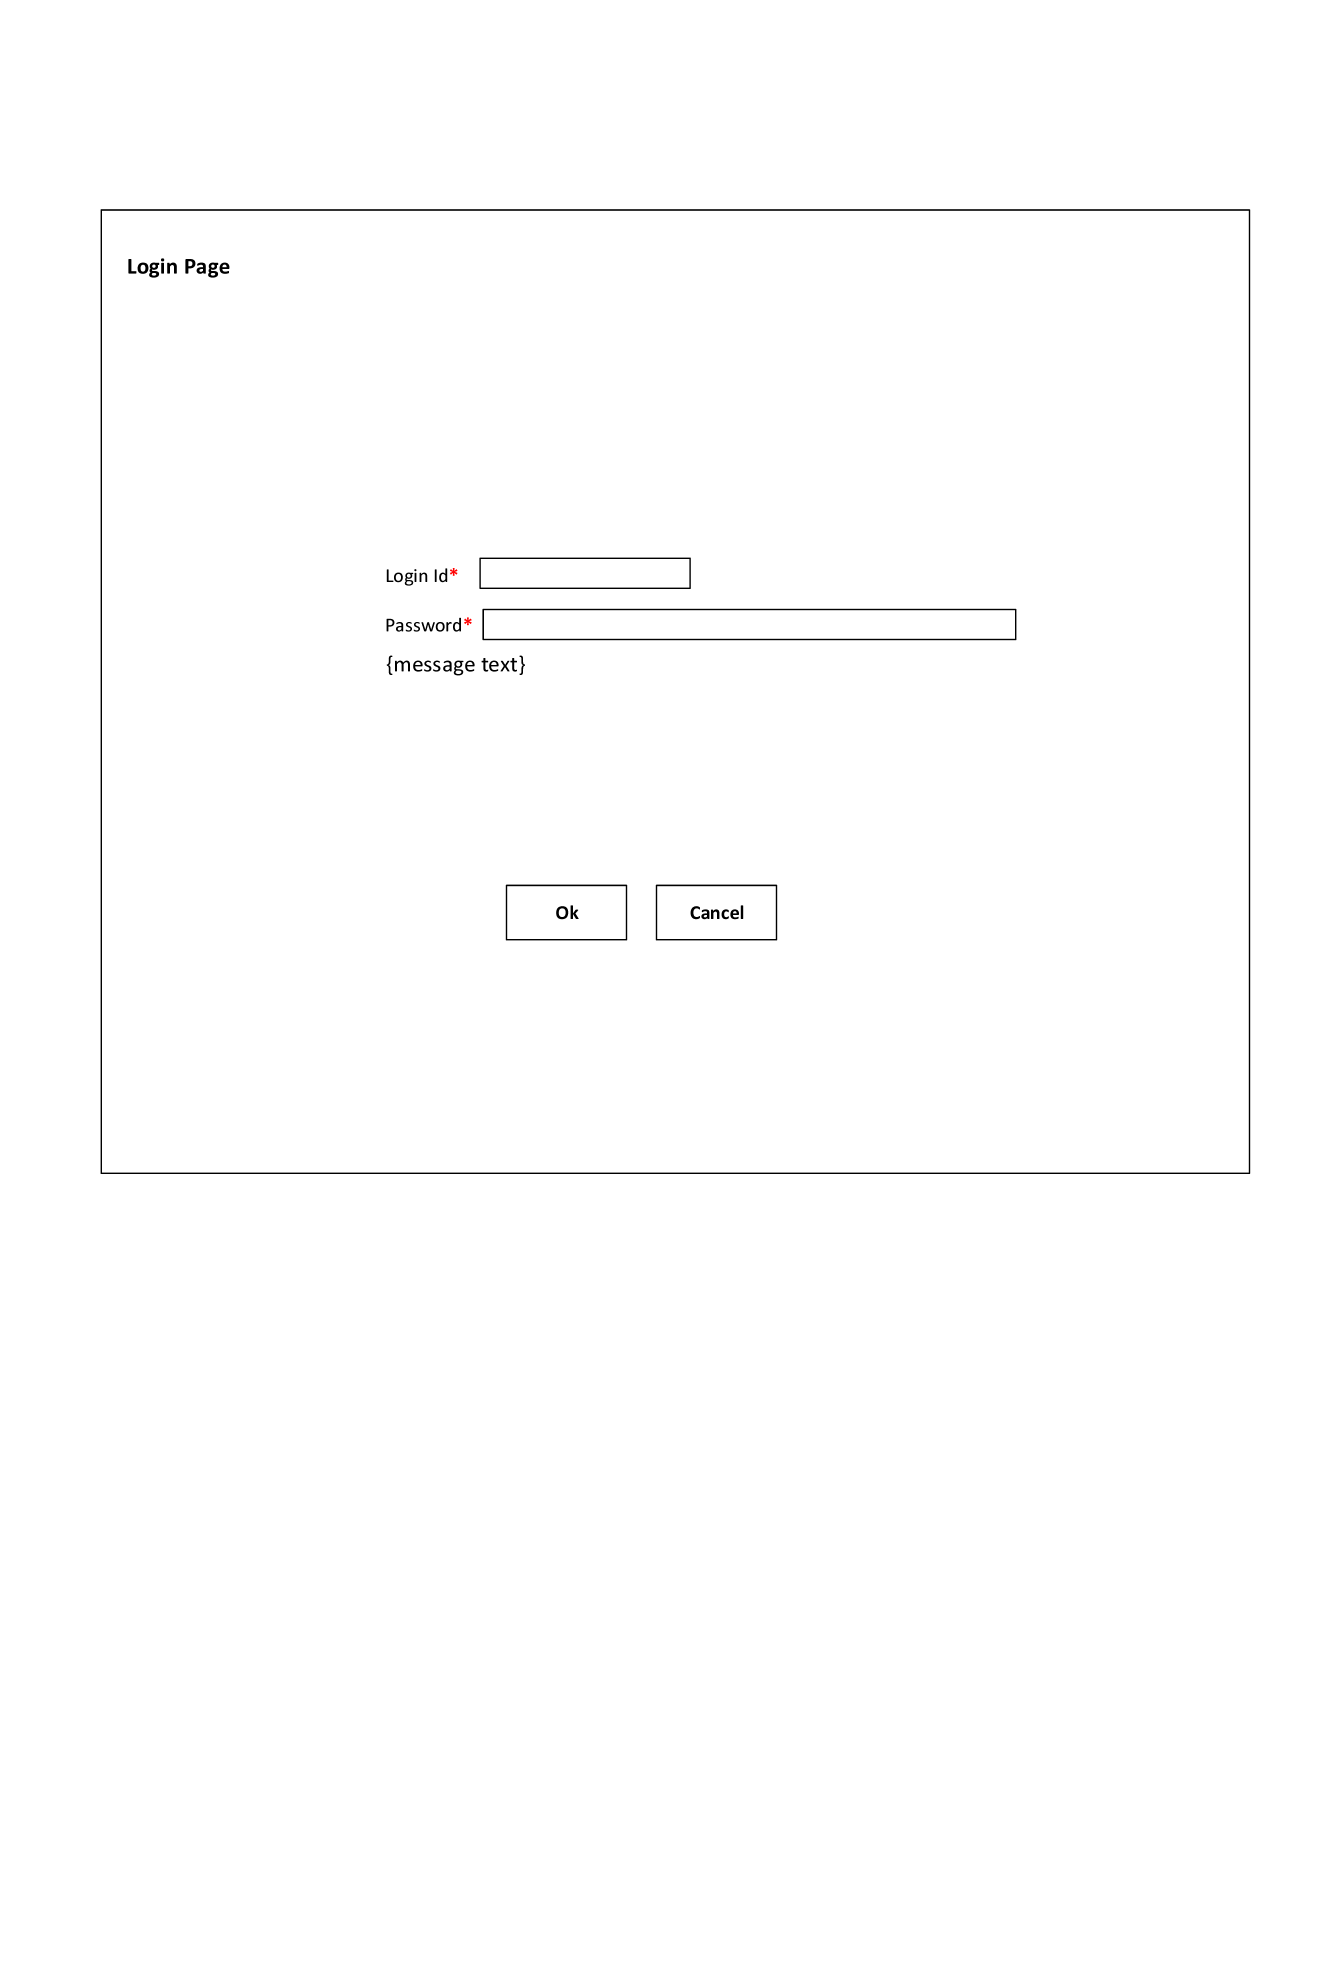 Login Page
Login Id*
Password*
{message text}
Ok Cancel